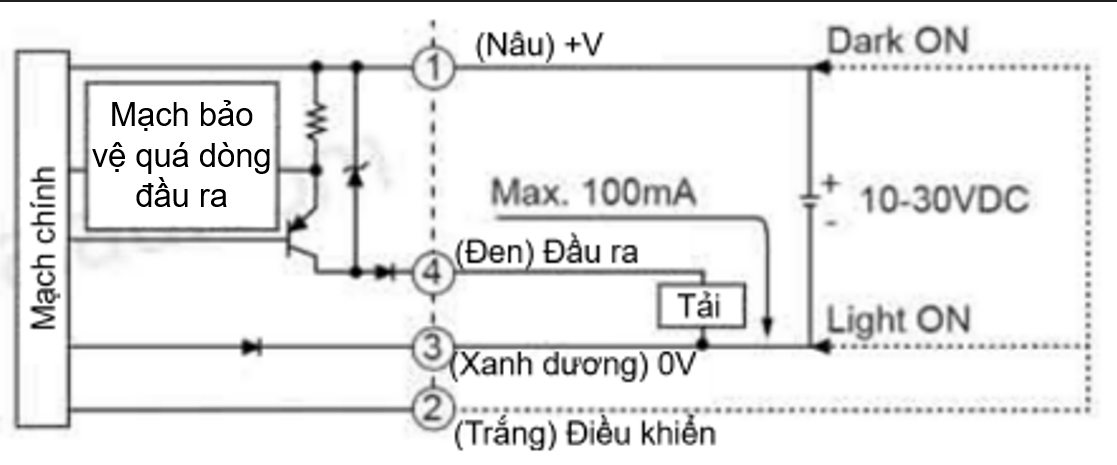 (Nâu) +V
Dark ON
1
Mạch bảo
vệ quá dòng
đầu ra
Mạch chính
Max. 100mA
+
10-30VDC
-
(Đen) Đầu ra
4
Tải
Light ON
3
(Xanh dương) 0V
2
(Trắng) Điều khiển